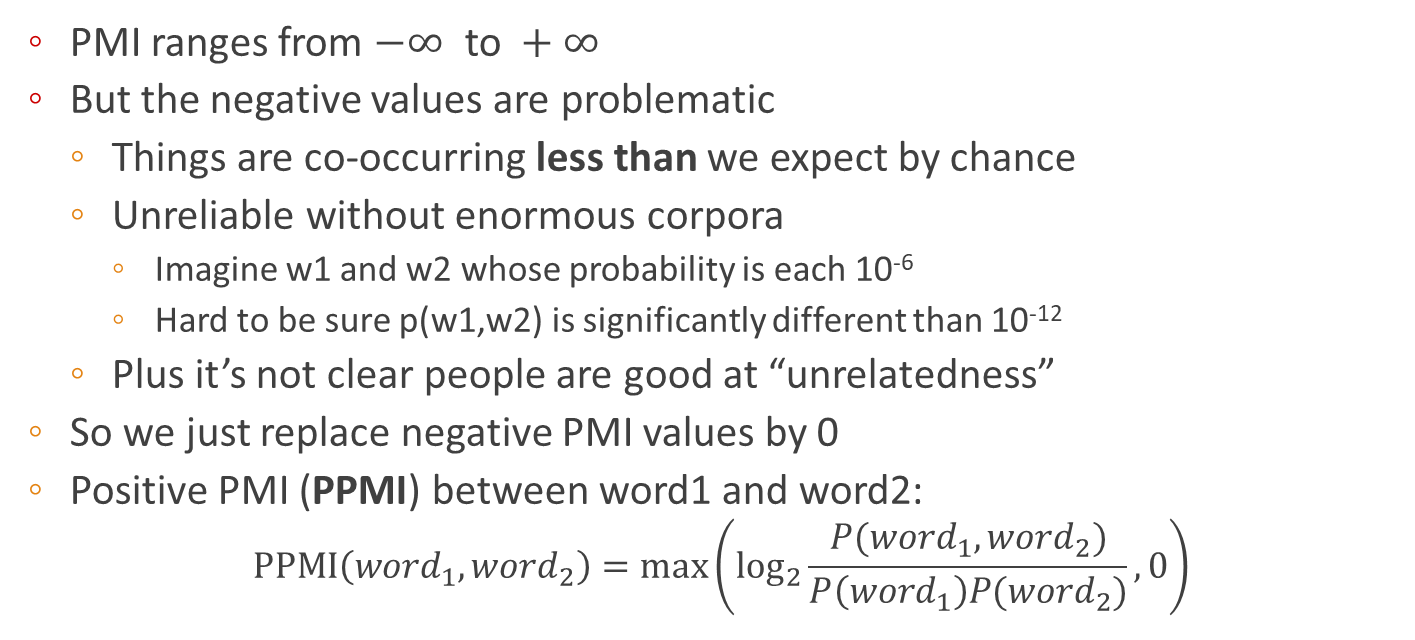 ◦ PMI ranges from −∞ to + ∞
◦ But the negative values are problematic
◦ Things are co-occurring less than we expect by chance
◦ Unreliable without enormous corpora
◦ Imagine w1 and w2 whose probability is each 10⁻⁶
◦ Hard to be sure p(w1,w2) is significantly different than 10⁻¹²
◦ Plus it’s not clear people are good at “unrelatedness”
◦ So we just replace negative PMI values by 0
◦ Positive PMI (PPMI) between word1 and word2:
PPMI(word₁, word₂) = max(log₂ P(word₁,word₂) / P(word₁)P(word₂), 0)